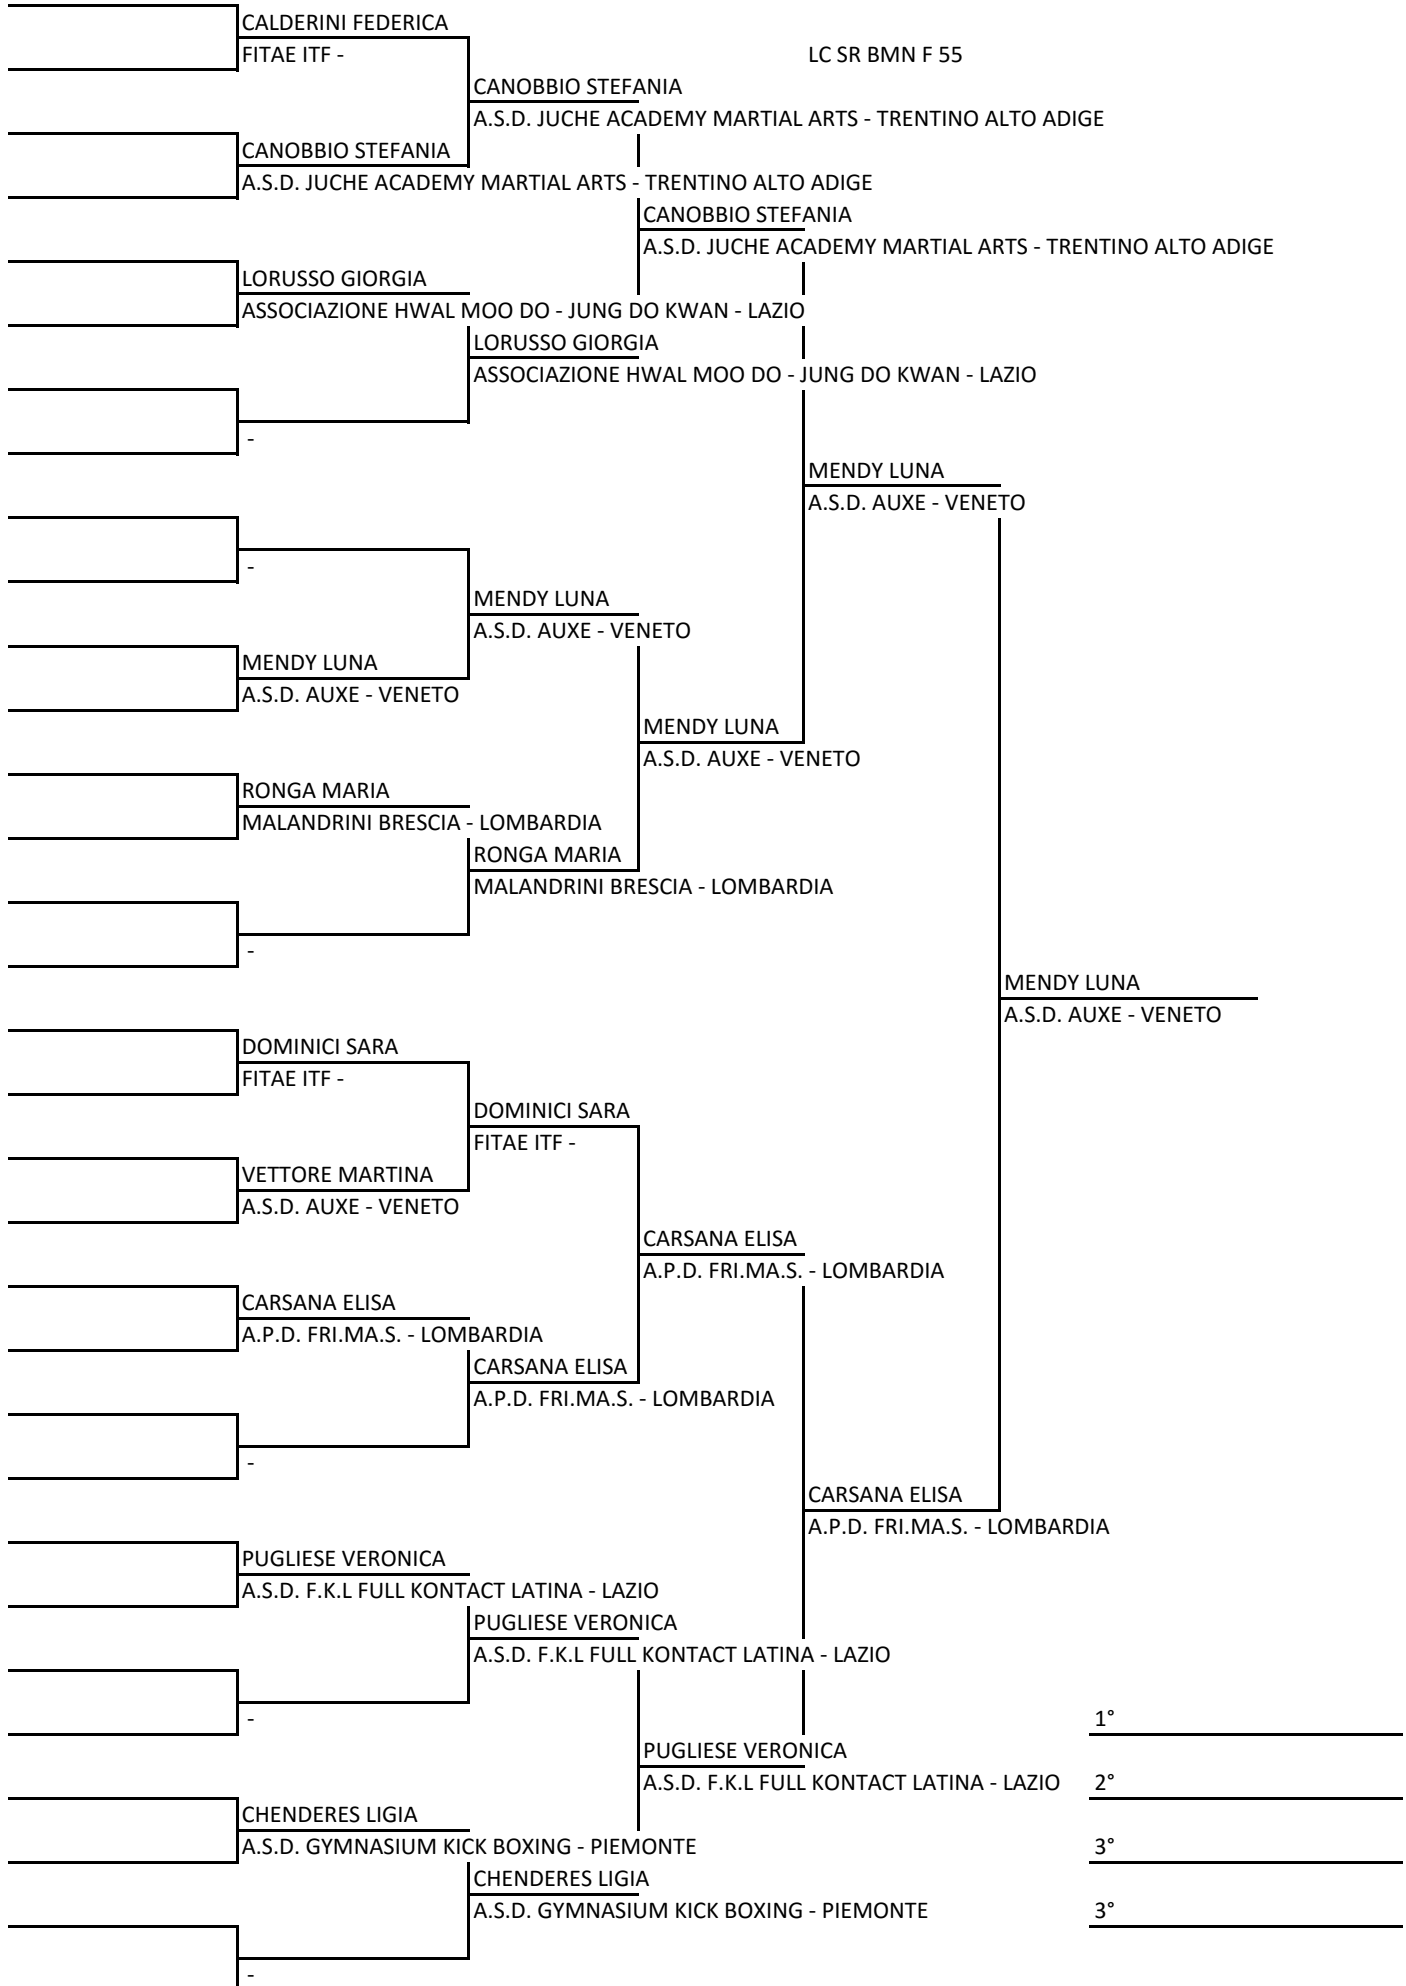 CALDERINI FEDERICA
FITAE ITF -
LC SR BMN F 55
CANOBBIO STEFANIA
A.S.D. JUCHE ACADEMY MARTIAL ARTS - TRENTINO ALTO ADIGE
CANOBBIO STEFANIA
A.S.D. JUCHE ACADEMY MARTIAL ARTS - TRENTINO ALTO ADIGE
CANOBBIO STEFANIA
A.S.D. JUCHE ACADEMY MARTIAL ARTS - TRENTINO ALTO ADIGE
LORUSSO GIORGIA
ASSOCIAZIONE HWAL MOO DO - JUNG DO KWAN - LAZIO
LORUSSO GIORGIA
ASSOCIAZIONE HWAL MOO DO - JUNG DO KWAN - LAZIO
-
MENDY LUNA
A.S.D. AUXE - VENETO
-
MENDY LUNA
A.S.D. AUXE - VENETO
MENDY LUNA
A.S.D. AUXE - VENETO
MENDY LUNA
A.S.D. AUXE - VENETO
RONGA MARIA
MALANDRINI BRESCIA - LOMBARDIA
RONGA MARIA
MALANDRINI BRESCIA - LOMBARDIA
-
MENDY LUNA
A.S.D. AUXE - VENETO
DOMINICI SARA
FITAE ITF -
DOMINICI SARA
FITAE ITF -
VETTORE MARTINA
A.S.D. AUXE - VENETO
CARSANA ELISA
A.P.D. FRI.MA.S. - LOMBARDIA
CARSANA ELISA
A.P.D. FRI.MA.S. - LOMBARDIA
CARSANA ELISA
A.P.D. FRI.MA.S. - LOMBARDIA
-
CARSANA ELISA
A.P.D. FRI.MA.S. - LOMBARDIA
PUGLIESE VERONICA
A.S.D. F.K.L FULL KONTACT LATINA - LAZIO
PUGLIESE VERONICA
A.S.D. F.K.L FULL KONTACT LATINA - LAZIO
-
1°
PUGLIESE VERONICA
A.S.D. F.K.L FULL KONTACT LATINA - LAZIO
2°
CHENDERES LIGIA
A.S.D. GYMNASIUM KICK BOXING - PIEMONTE
3°
CHENDERES LIGIA
A.S.D. GYMNASIUM KICK BOXING - PIEMONTE
3°
-